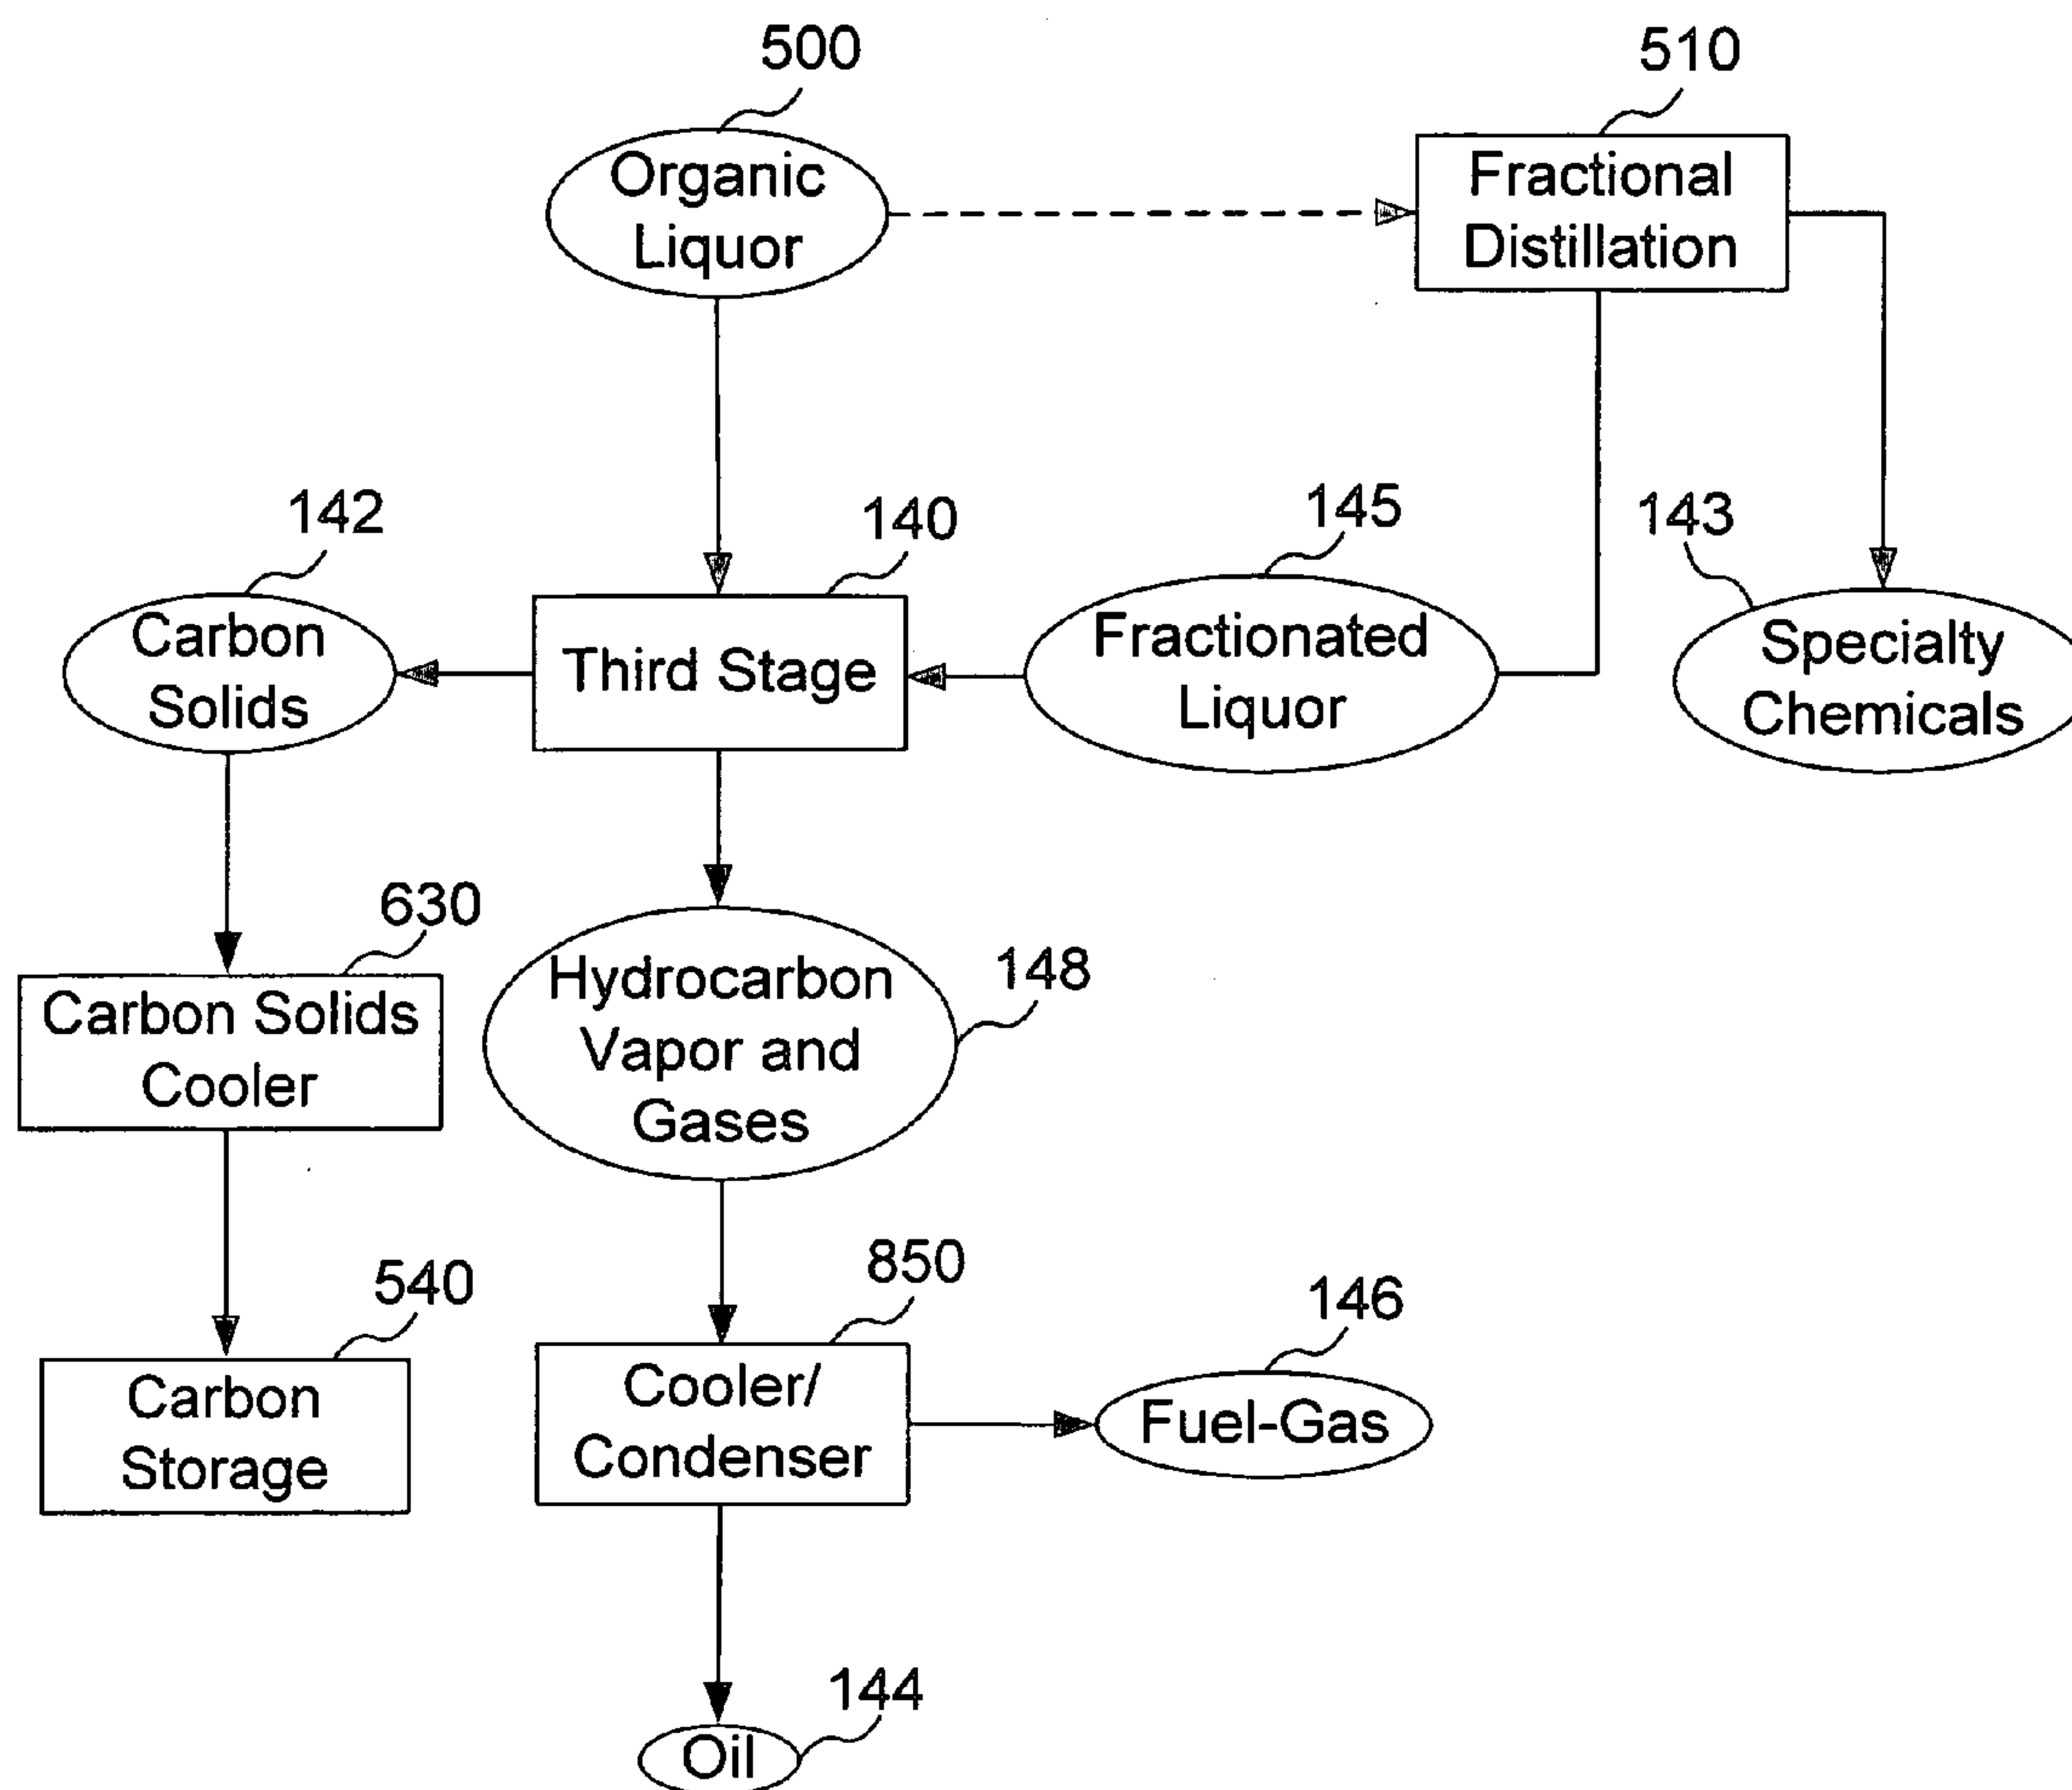 500
510
Organic
Liquor
Fractional
Distillation
142
140
145
143
Carbon
Solids
Third Stage
Fractionated
Liquor
Specialty
Chemicals
630
148
Carbon Solids
Cooler
Hydrocarbon
Vapor and
Gases
540
850
146
Carbon
Storage
Cooler/
Condenser
Fuel-Gas
144
Oil